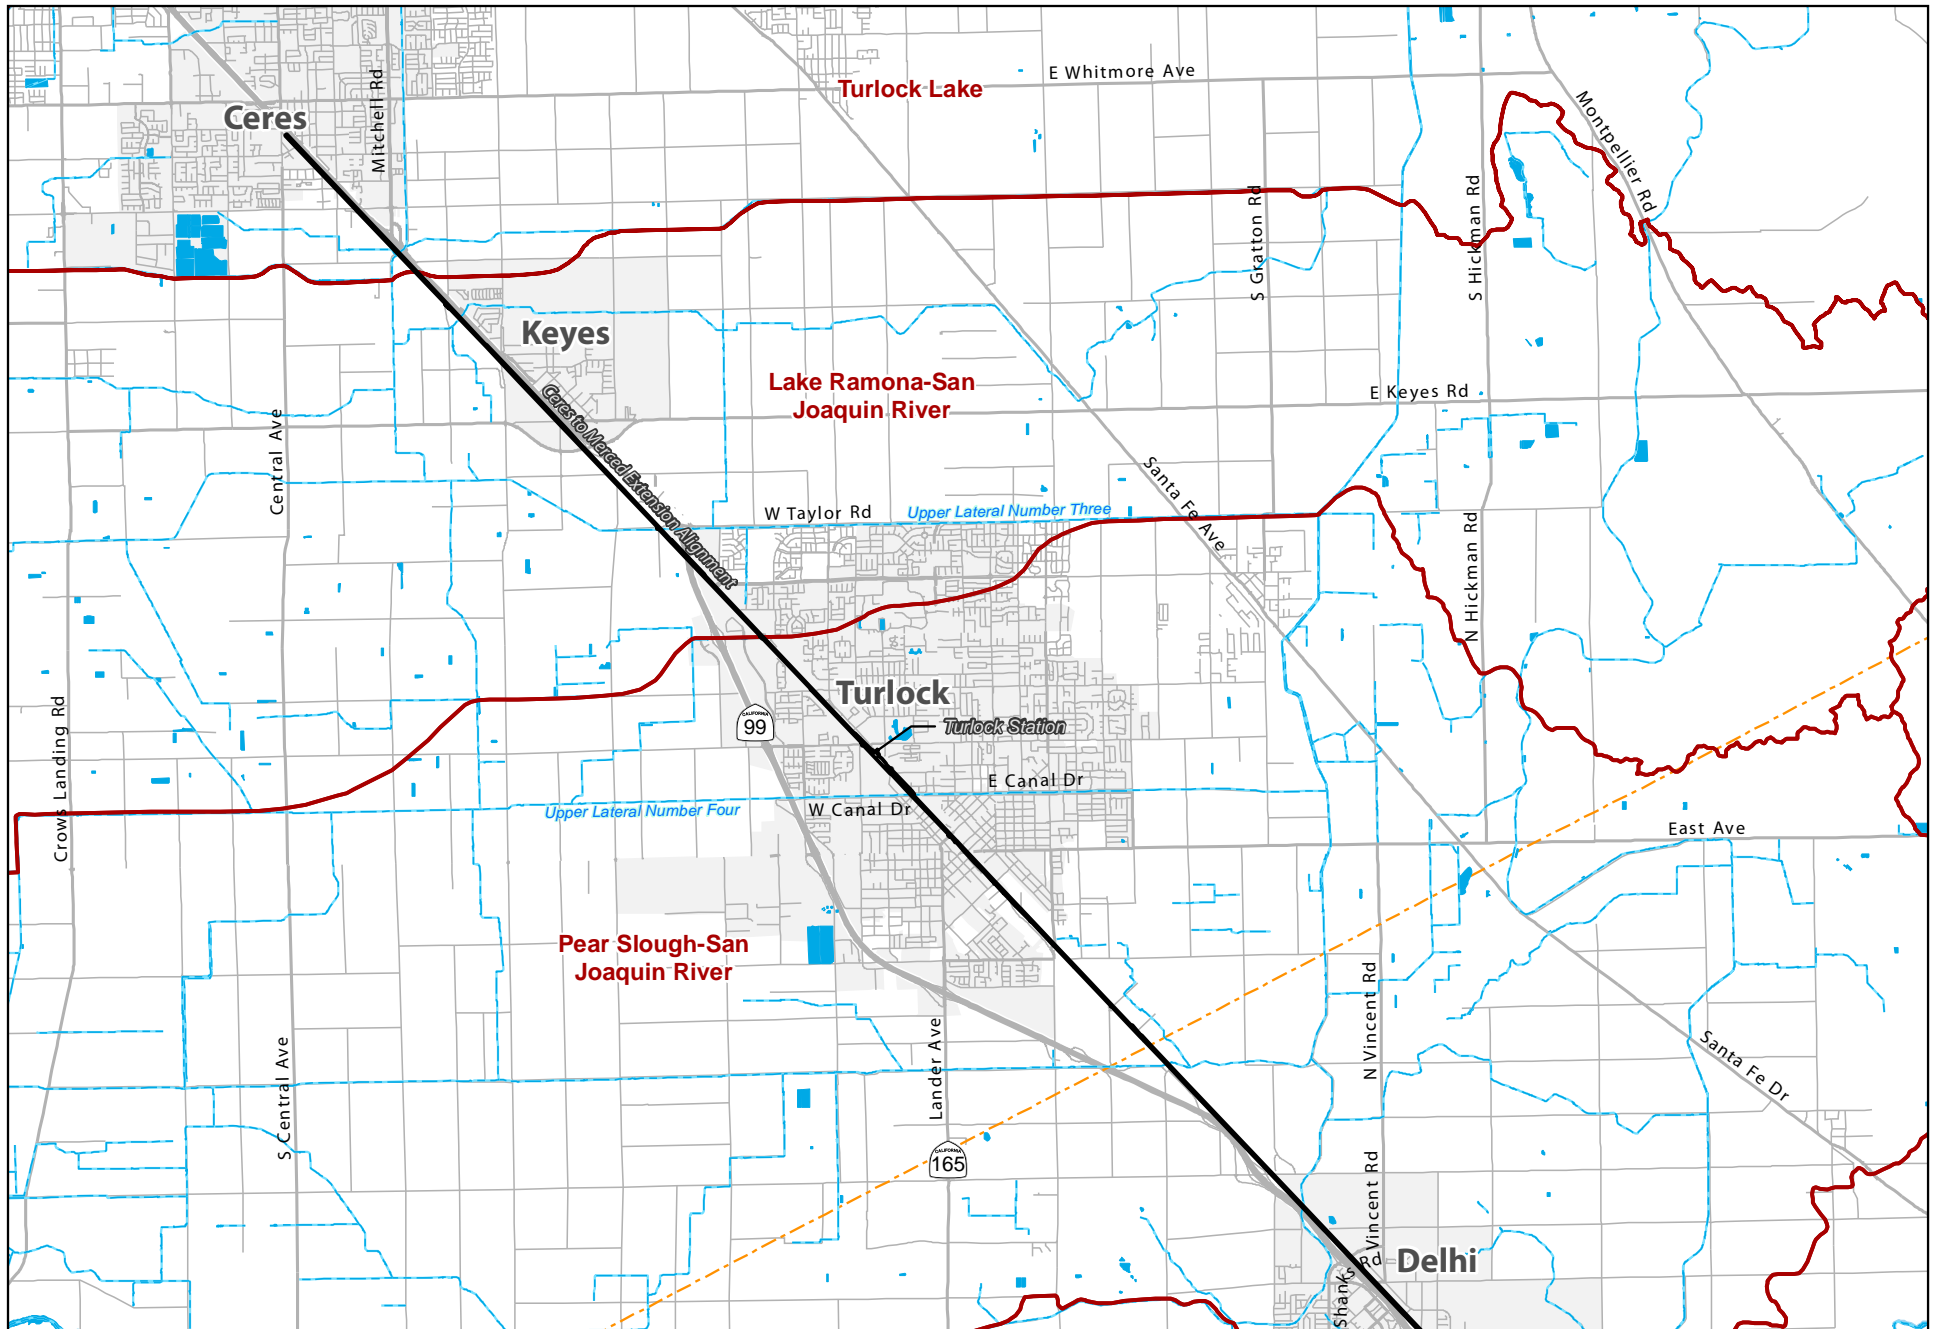 E Whitmore Ave
Turlock Lake
Mitchell Rd
Ceres
Montpellier Rd
S Gratton Rd
S Hickman Rd
Keyes
Lake Ramona-San
Joaquin River
E Keyes Rd
Ceres to Merced Extension Alignment
Central Ave
Santa Fe Ave
W Taylor Rd
Upper Lateral Number Three
N Hickman Rd
Turlock
CALIFORNIA
99
Turlock Station
Crows Landing Rd
E Canal Dr
Upper Lateral Number Four
W Canal Dr
East Ave
Pear Slough-San
Joaquin River
N Vincent Rd
Lander Ave
S Central Ave
Santa Fe Dr
CALIFORNIA
165
Vincent Rd
Delhi
Shanks Rd